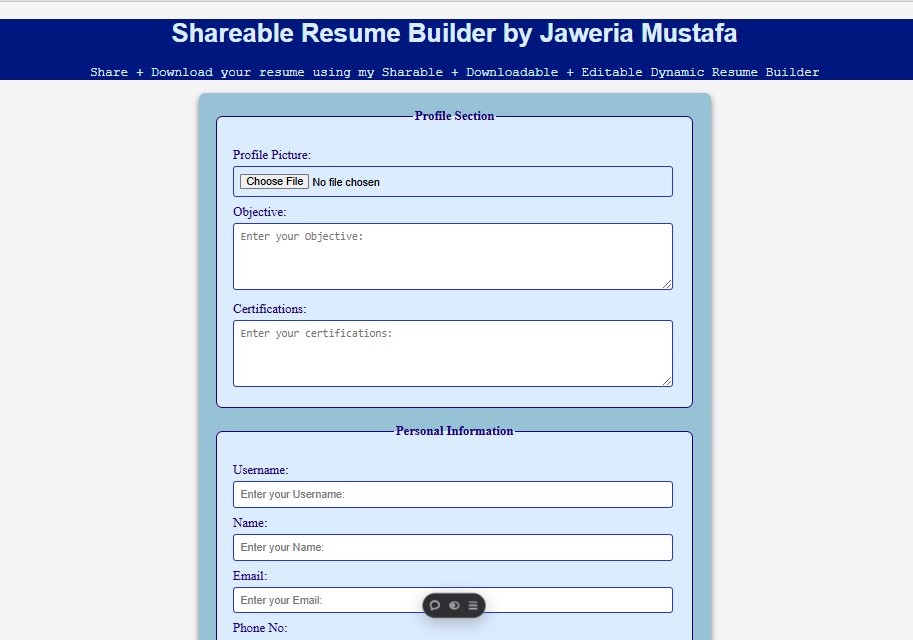 Shareable Resume Builder by Jaweria Mustafa
Share + Download your resume using my Sharable + Downloadable + Editable Dynamic Resume Builder
Profile Section
Profile Picture:
Choose File No file chosen
Objective:
Enter your Objective:
Certifications:
Enter your certifications:
Personal Information
Username:
Enter your Username:
Name:
Enter your Name:
Email:
Enter your Email:
Phone No: